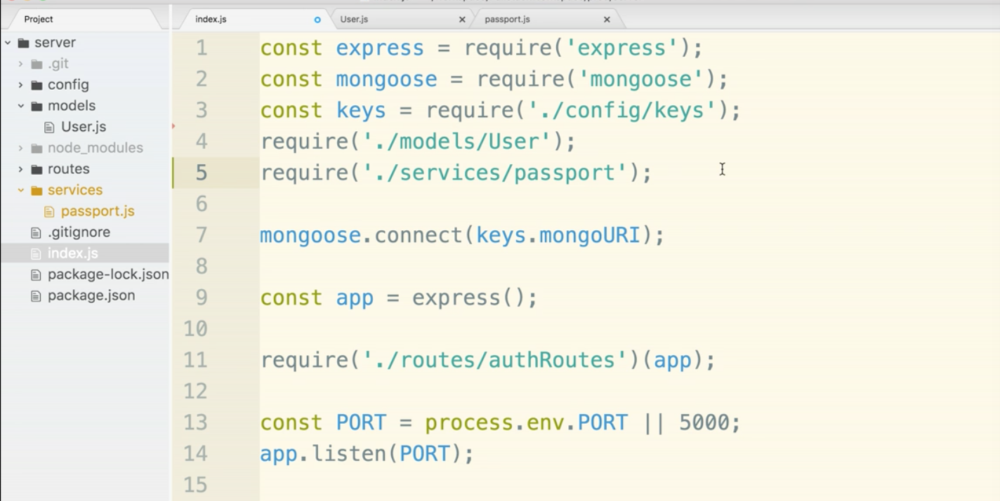 Project
index.js
User.js
passport.js
server
.git
config
models
User.js
node_modules
routes
services
passport.js
.gitignore
index.js
package-lock.json
package.json
1 const express = require('express');
2 const mongoose = require('mongoose');
3 const keys = require('./config/keys');
4 require('./models/User');
5 require('./services/passport');
6
7 mongoose.connect(keys.mongoURI);
8
9 const app = express();
10
11 require('./routes/authRoutes')(app);
12
13 const PORT = process.env.PORT || 5000;
14 app.listen(PORT);
15